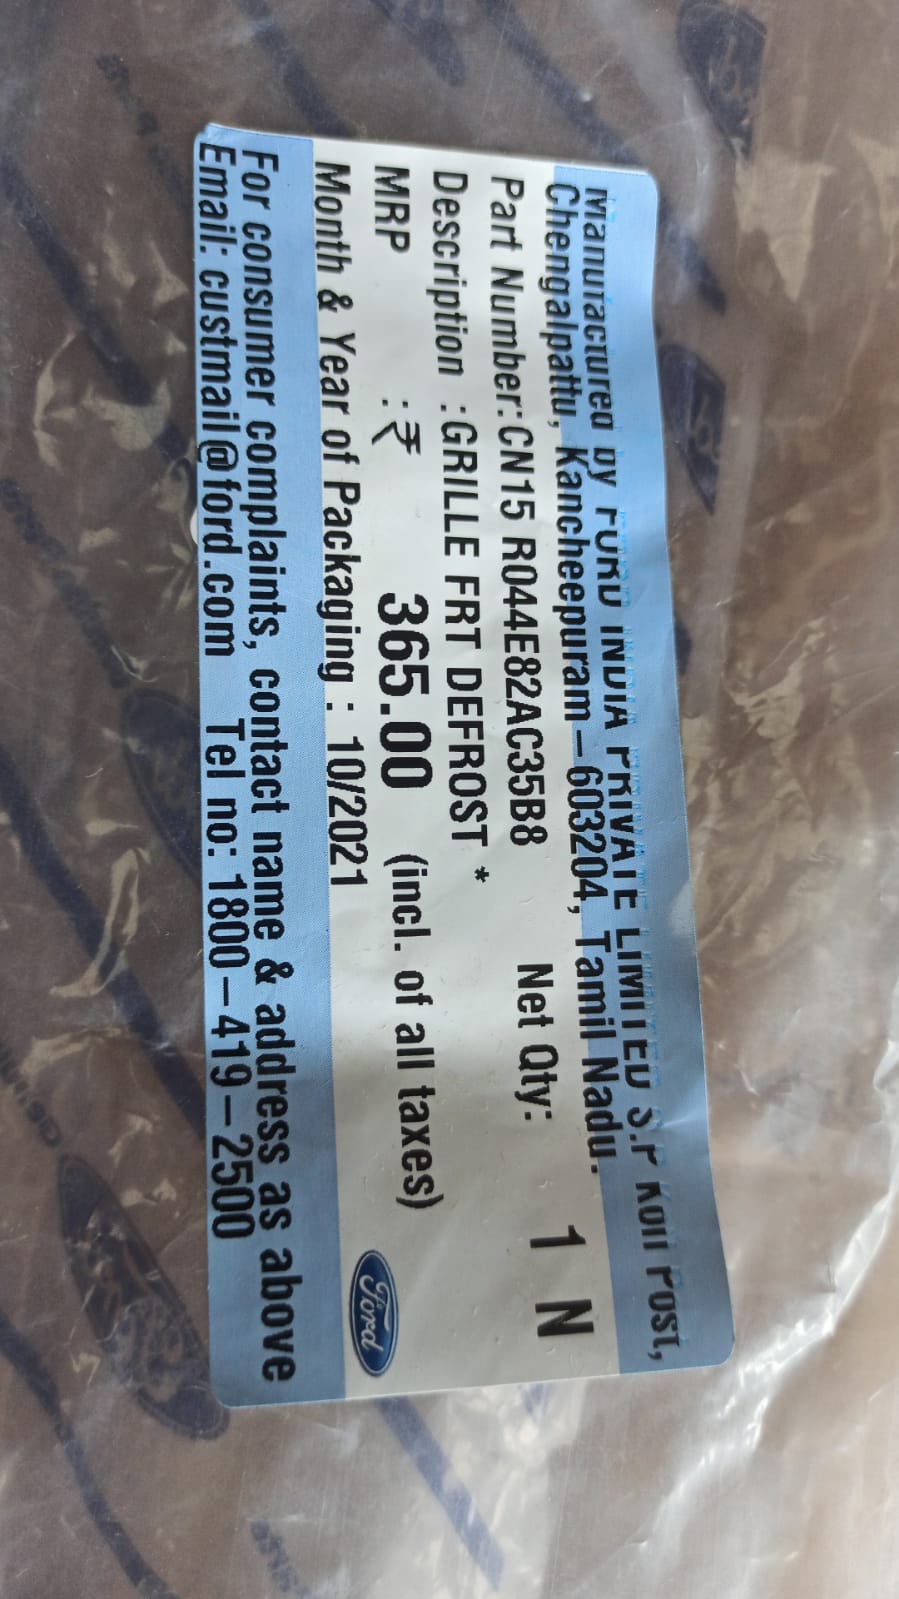 Manufactured by FORD INDIA PRIVATE LIMITED S.P Koil Post,
Chengalpattu, Kancheepuram-603204, Tamil Nadu.
Part Number:CN15 R044E82AC35B8 Net Qty: 1 N
Description :GRILLE FRT DEFROST *
MRP :₹ 365.00 (incl. of all taxes)
Month & Year of Packaging : 10/2021
Ford
For consumer complaints, contact name & address as above
Email: custmail@ford.com Tel no: 1800-419-2500